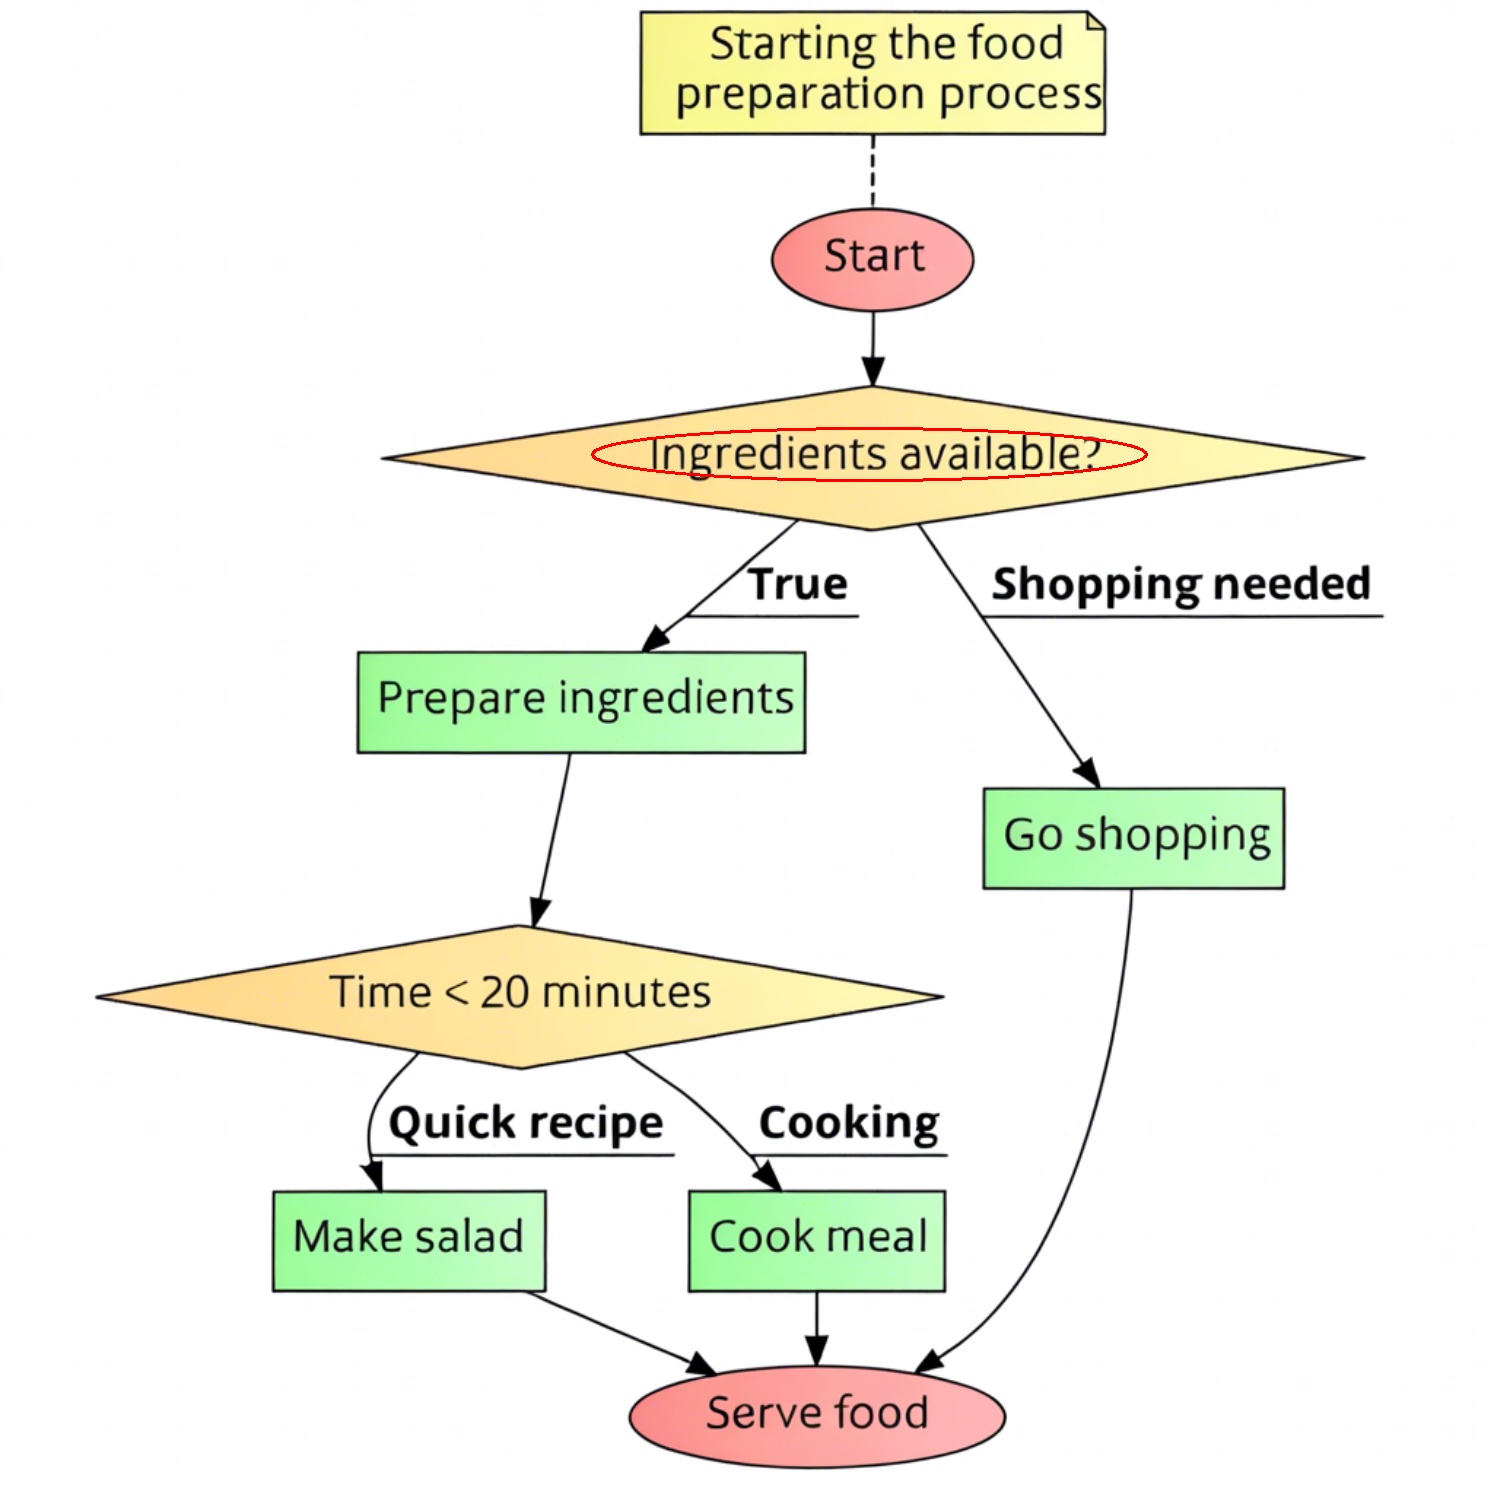 Starting the food
preparation process
Start
Ingredients available?
True
Shopping needed
Prepare ingredients
Go shopping
Time < 20 minutes
Quick recipe
Cooking
Make salad
Cook meal
Serve food